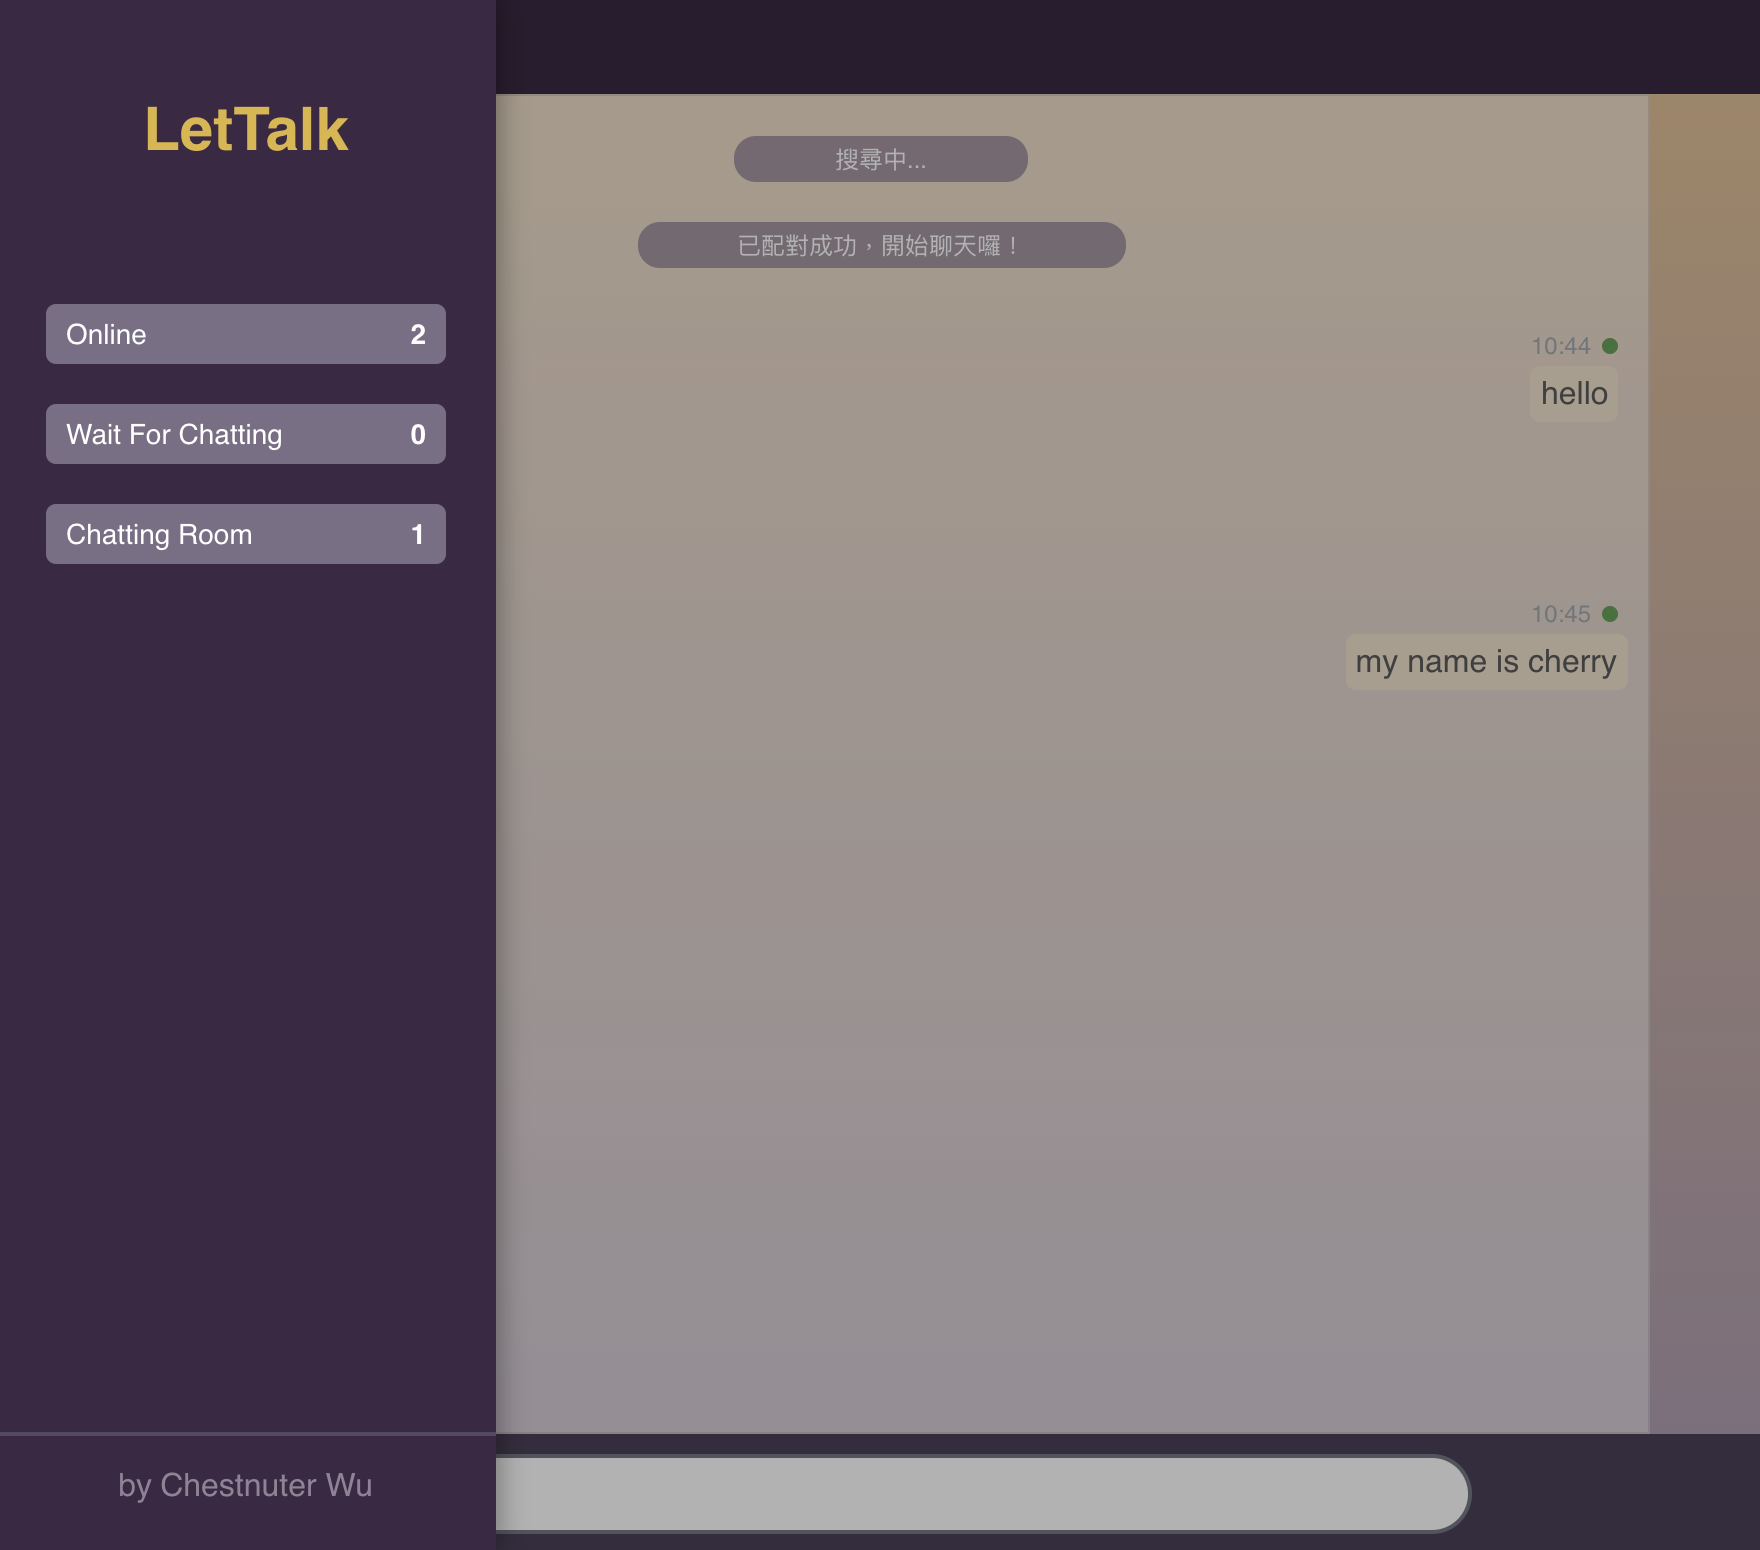 LetTalk
Online 2
Wait For Chatting 0
Chatting Room 1
by Chestnuter Wu
搜尋中...
已配對成功，開始聊天囉！
10:44
hello
10:45
my name is cherry